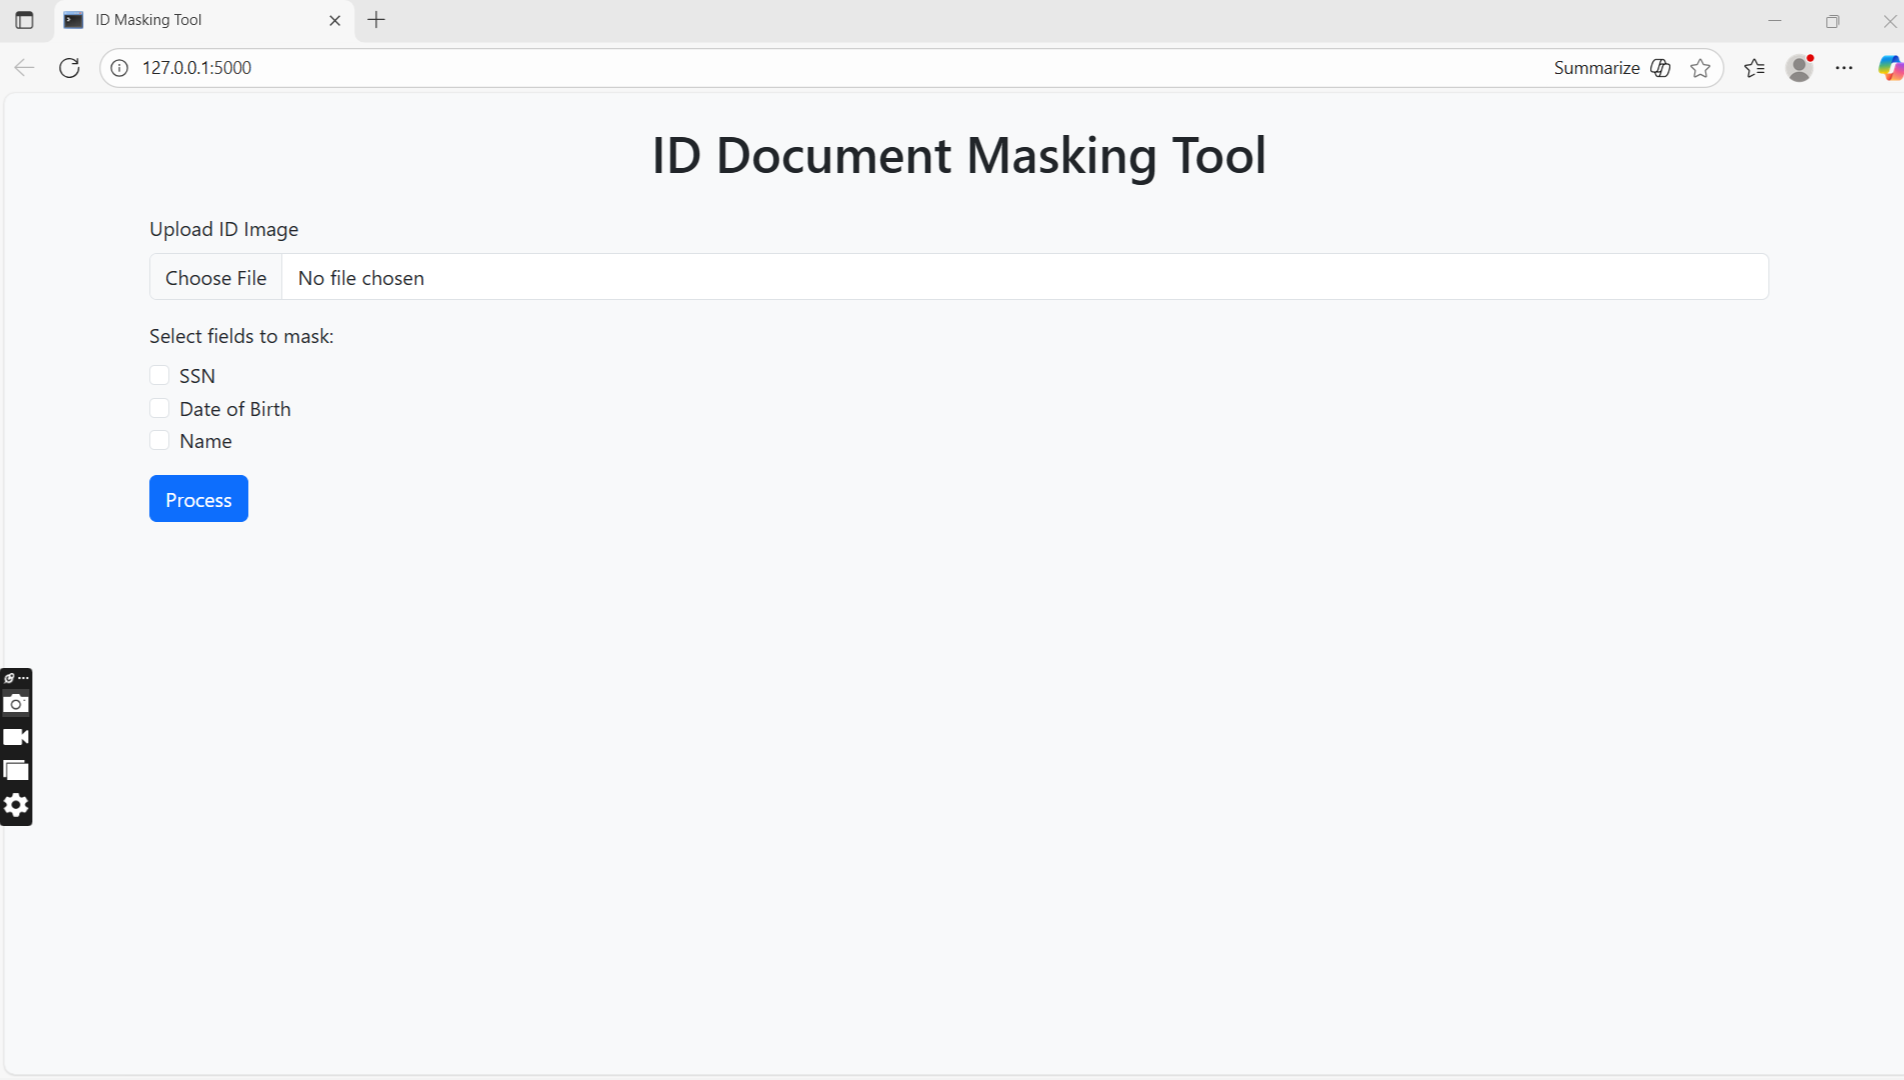 ID Masking Tool
127.0.0.1:5000
Summarize
ID Document Masking Tool
Upload ID Image
Choose File No file chosen
Select fields to mask:
SSN
Date of Birth
Name
Process